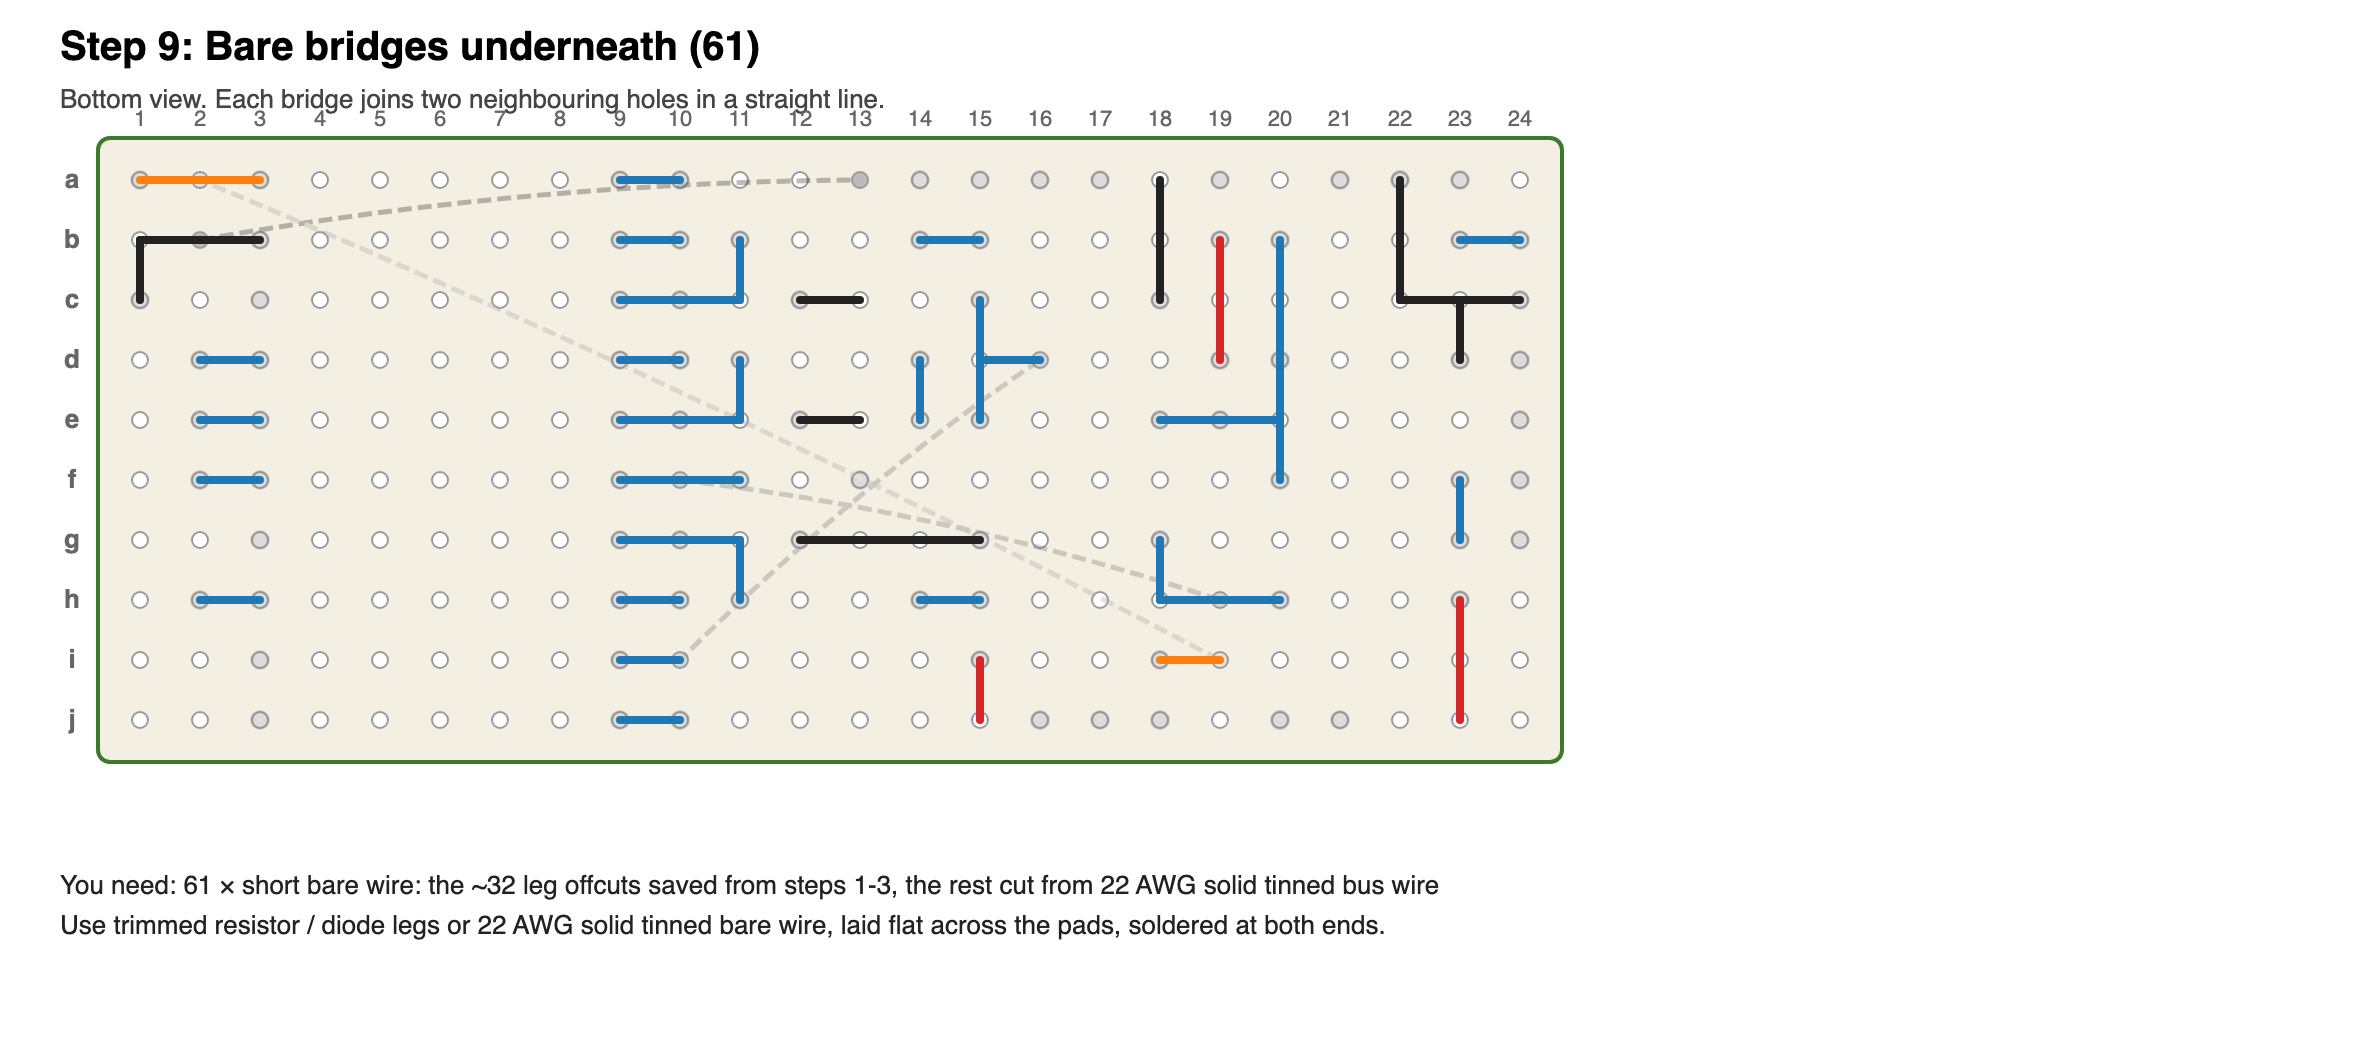 Step 9: Bare bridges underneath (61)
Bottom view. Each bridge joins two neighbouring holes in a straight line.
1 2 3 4 5 6 7 8 9 10 11 12 13 14 15 16 17 18 19 20 21 22 23 24
a
b
c
d
e
f
g
h
i
j
You need: 61 × short bare wire: the ~32 leg offcuts saved from steps 1-3, the rest cut from 22 AWG solid tinned bus wire
Use trimmed resistor / diode legs or 22 AWG solid tinned bare wire, laid flat across the pads, soldered at both ends.